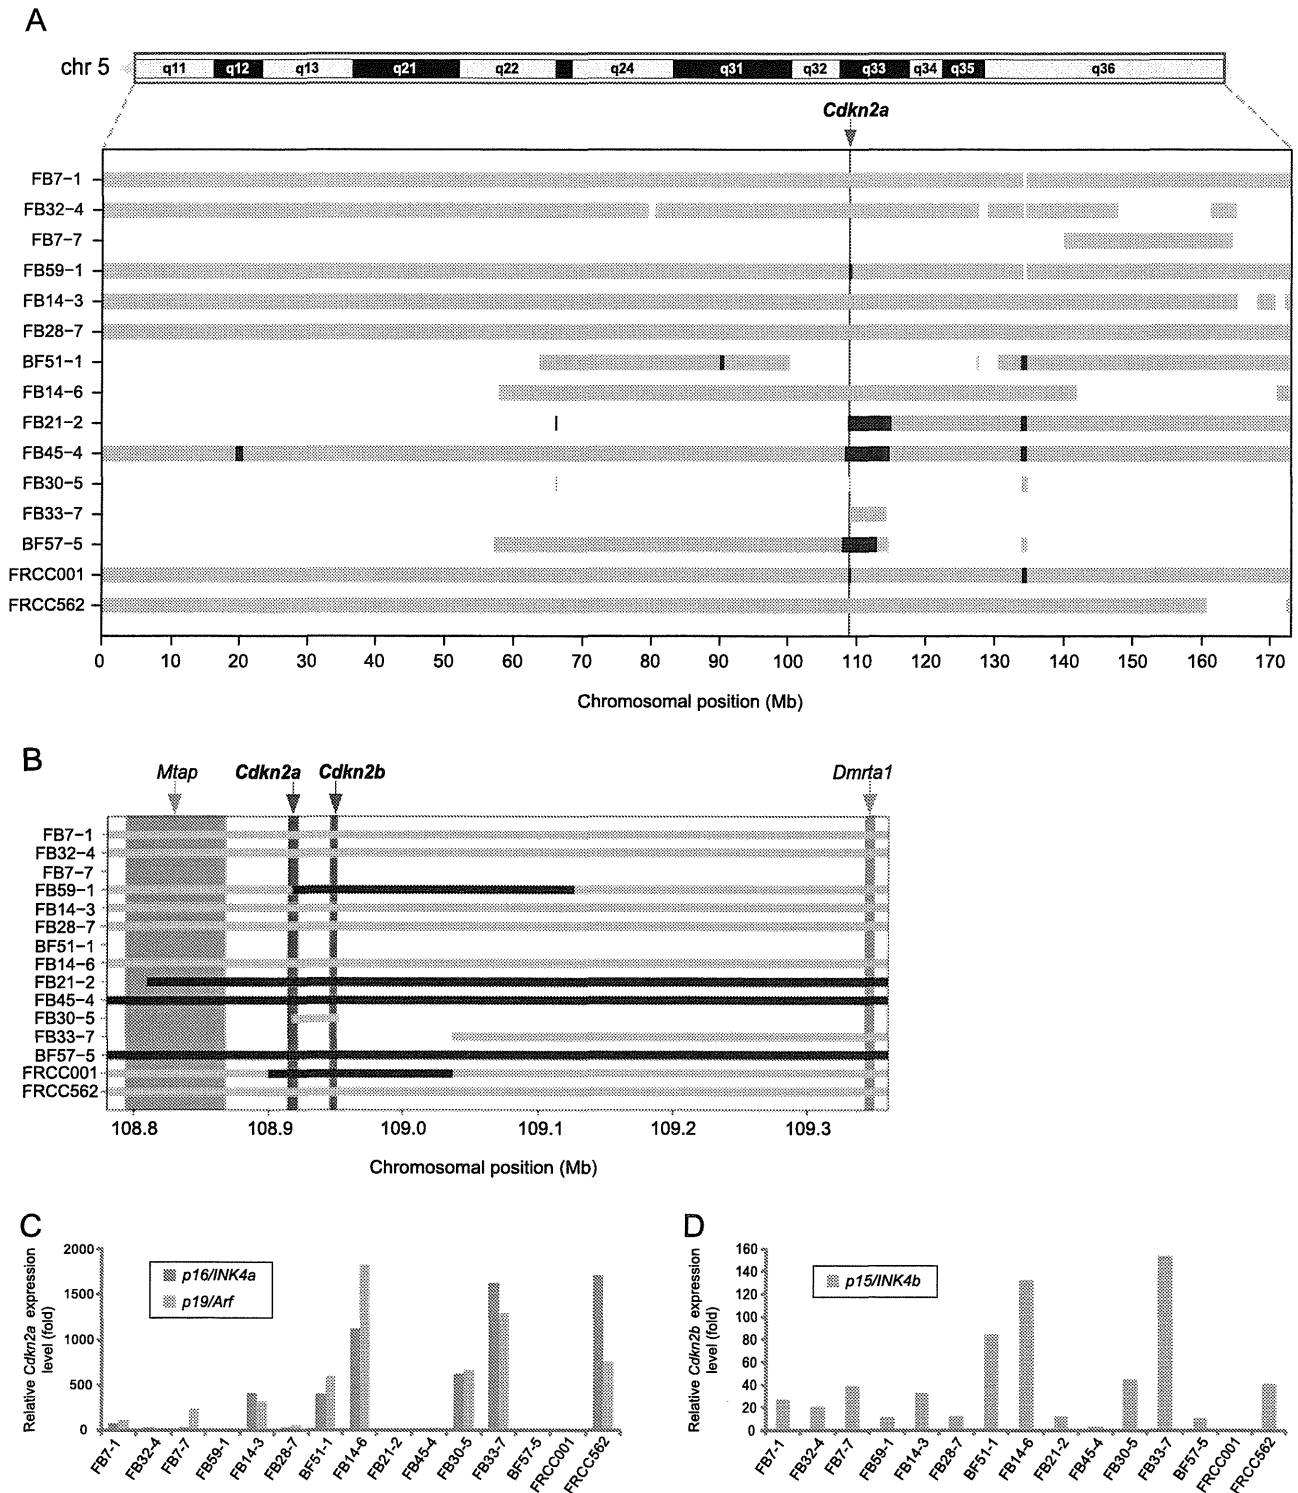 A
chr 5
q11 q12 q13 q21 q22 q24 q31 q32 q33 q34 q35 q36
Cdkn2a
FB7-1
FB32-4
FB7-7
FB59-1
FB14-3
FB28-7
BF51-1
FB14-6
FB21-2
FB45-4
FB30-5
FB33-7
BF57-5
FRCC001
FRCC562
0 10 20 30 40 50 60 70 80 90 100 110 120 130 140 150 160 170
Chromosomal position (Mb)
B
Mtap Cdkn2a Cdkn2b Dmrta1
FB7-1
FB32-4
FB7-7
FB59-1
FB14-3
FB28-7
BF51-1
FB14-6
FB21-2
FB45-4
FB30-5
FB33-7
BF57-5
FRCC001
FRCC562
108.8 108.9 109.0 109.1 109.2 109.3
Chromosomal position (Mb)
C
Relative Cdkn2a expression
level (fold)
2000
1500
1000
500
0
p16/INK4a
p19/Arf
FB7-1 FB32-4 FB7-7 FB59-1 FB14-3 FB28-7 BF51-1 FB14-6 FB21-2 FB45-4 FB30-5 FB33-7 BF57-5 FRCC001 FRCC562
D
Relative Cdkn2b expression
level (fold)
160
140
120
100
80
60
40
20
0
p15/INK4b
FB7-1 FB32-4 FB7-7 FB59-1 FB14-3 FB28-7 BF51-1 FB14-6 FB21-2 FB45-4 FB30-5 FB33-7 BF57-5 FRCC001 FRCC562